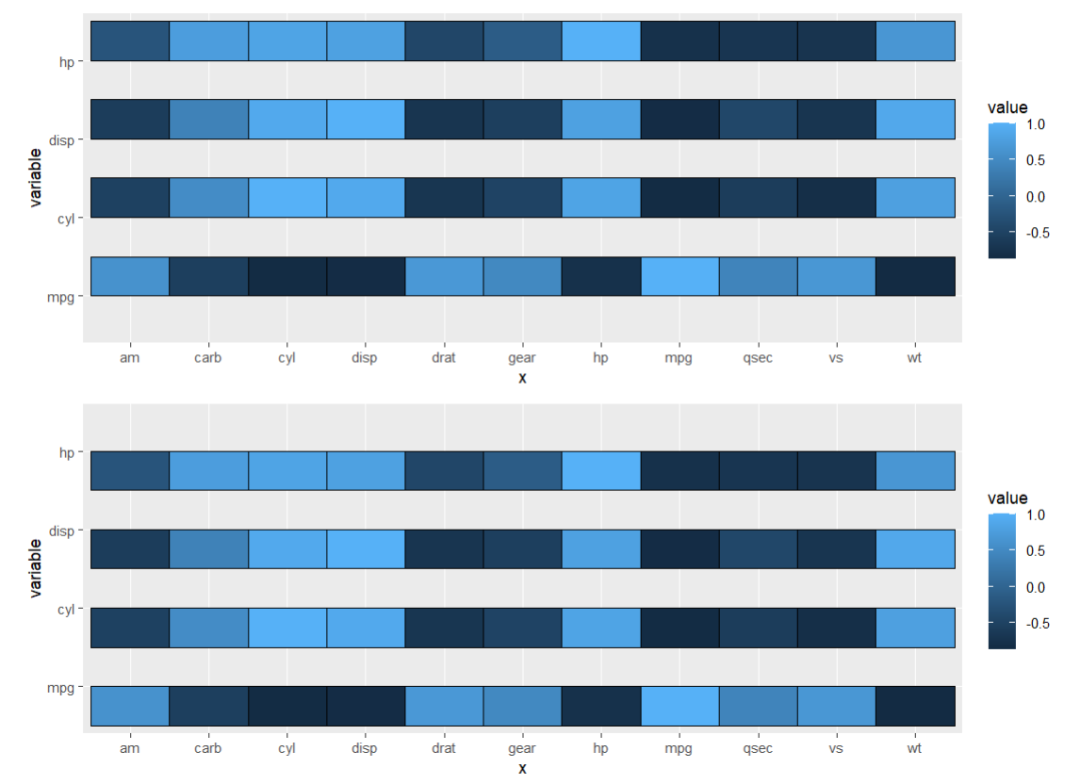 hp
disp
cyl
mpg
variable
am carb cyl disp drat gear hp mpg qsec vs wt
x
value
1.0
0.5
0.0
-0.5
hp
disp
cyl
mpg
variable
am carb cyl disp drat gear hp mpg qsec vs wt
x
value
1.0
0.5
0.0
-0.5